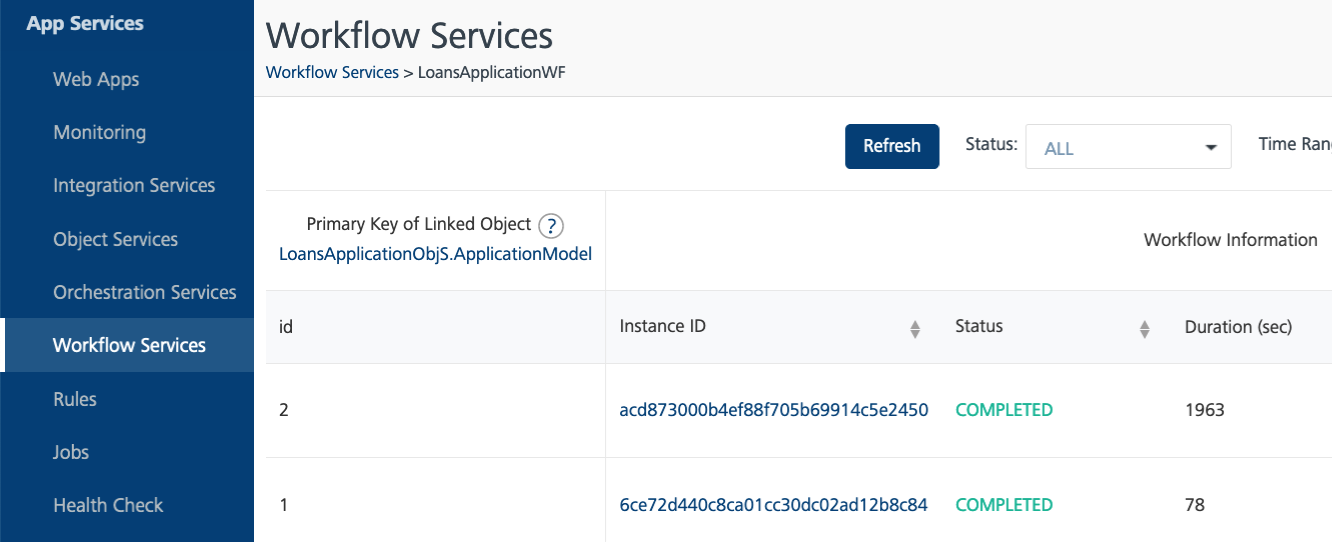 App Services
Web Apps
Monitoring
Integration Services
Object Services
Orchestration Services
Workflow Services
Rules
Jobs
Health Check
Workflow Services
Workflow Services > LoansApplicationWF
Refresh Status: ALL Time Ran
Primary Key of Linked Object ?
LoansApplicationObjS.ApplicationModel
Workflow Information
id Instance ID Status Duration (sec)
2 acd873000b4ef88f705b69914c5e2450 COMPLETED 1963
1 6ce72d440c8ca01cc30dc02ad12b8c84 COMPLETED 78